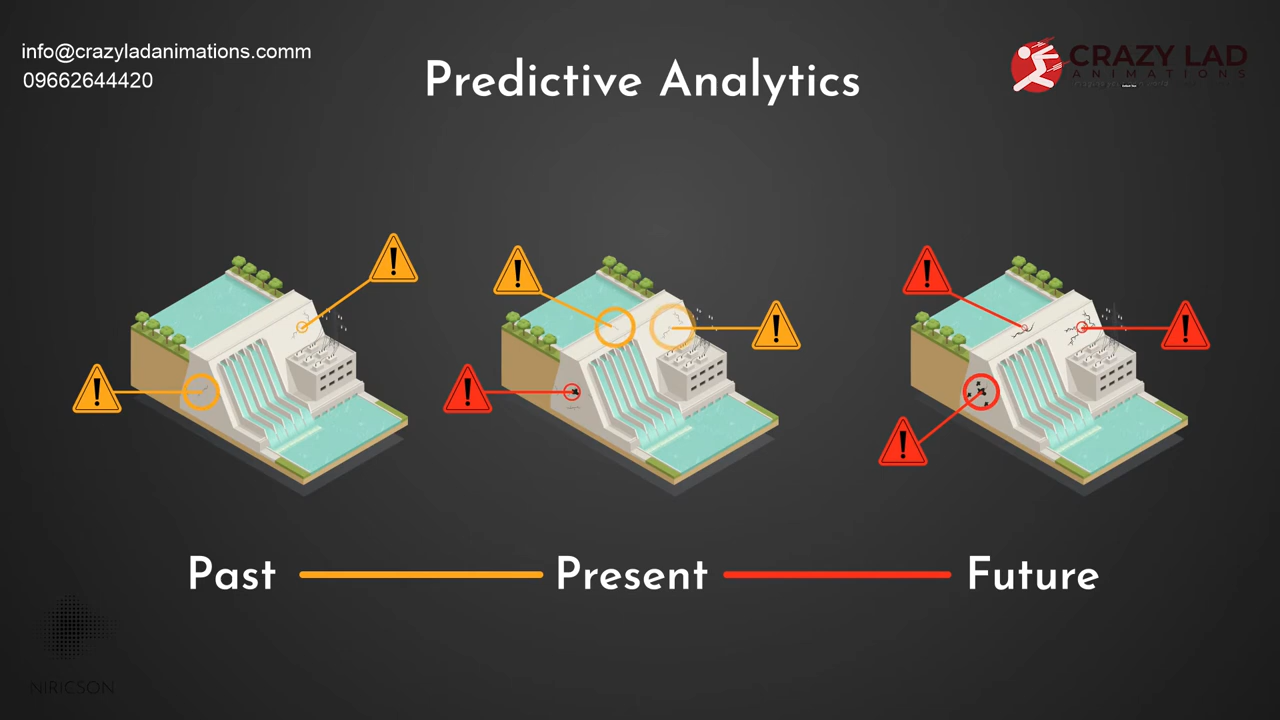 info@crazyladanimations.comm
09662644420
Predictive Analytics
CRAZY LAD
ANIMATIONS
Past
Present
Future
NIRICSON